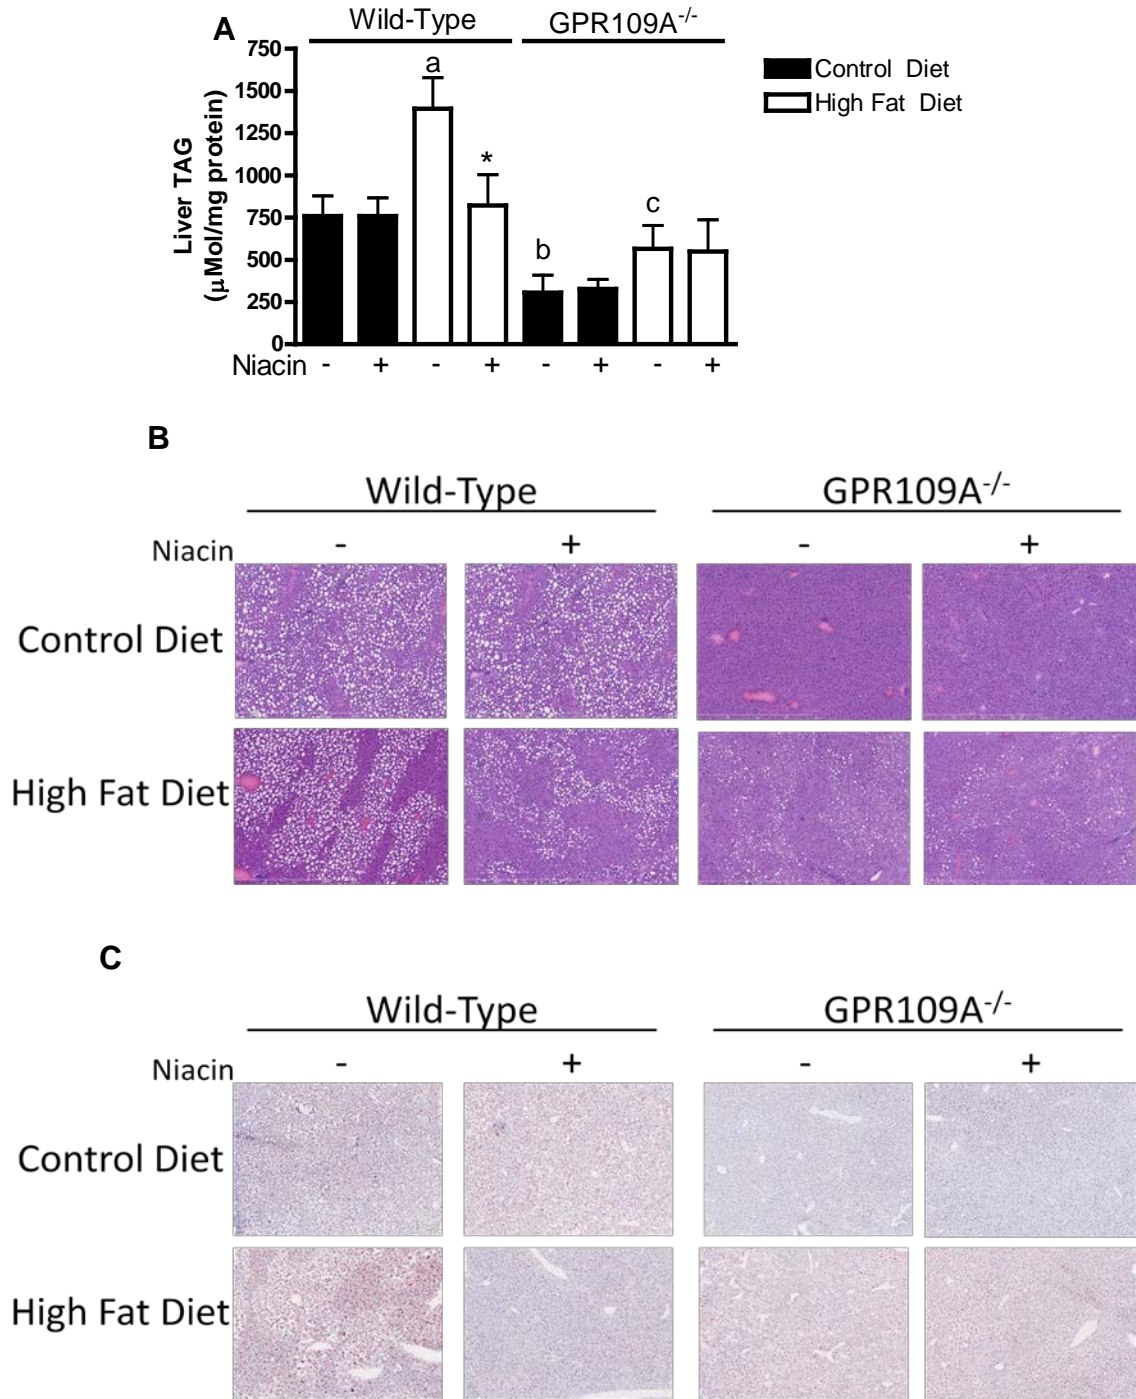 A
Wild-Type GPR109A-/-
Control Diet
High Fat Diet
Liver TAG
(μMol/mg protein)
750
1500
1250
1000
750
500
250
0
a
*
b
c
Niacin - + - + - + - +
B
Wild-Type GPR109A-/-
Niacin - + - +
Control Diet
High Fat Diet
C
Wild-Type GPR109A-/-
Niacin - + - +
Control Diet
High Fat Diet